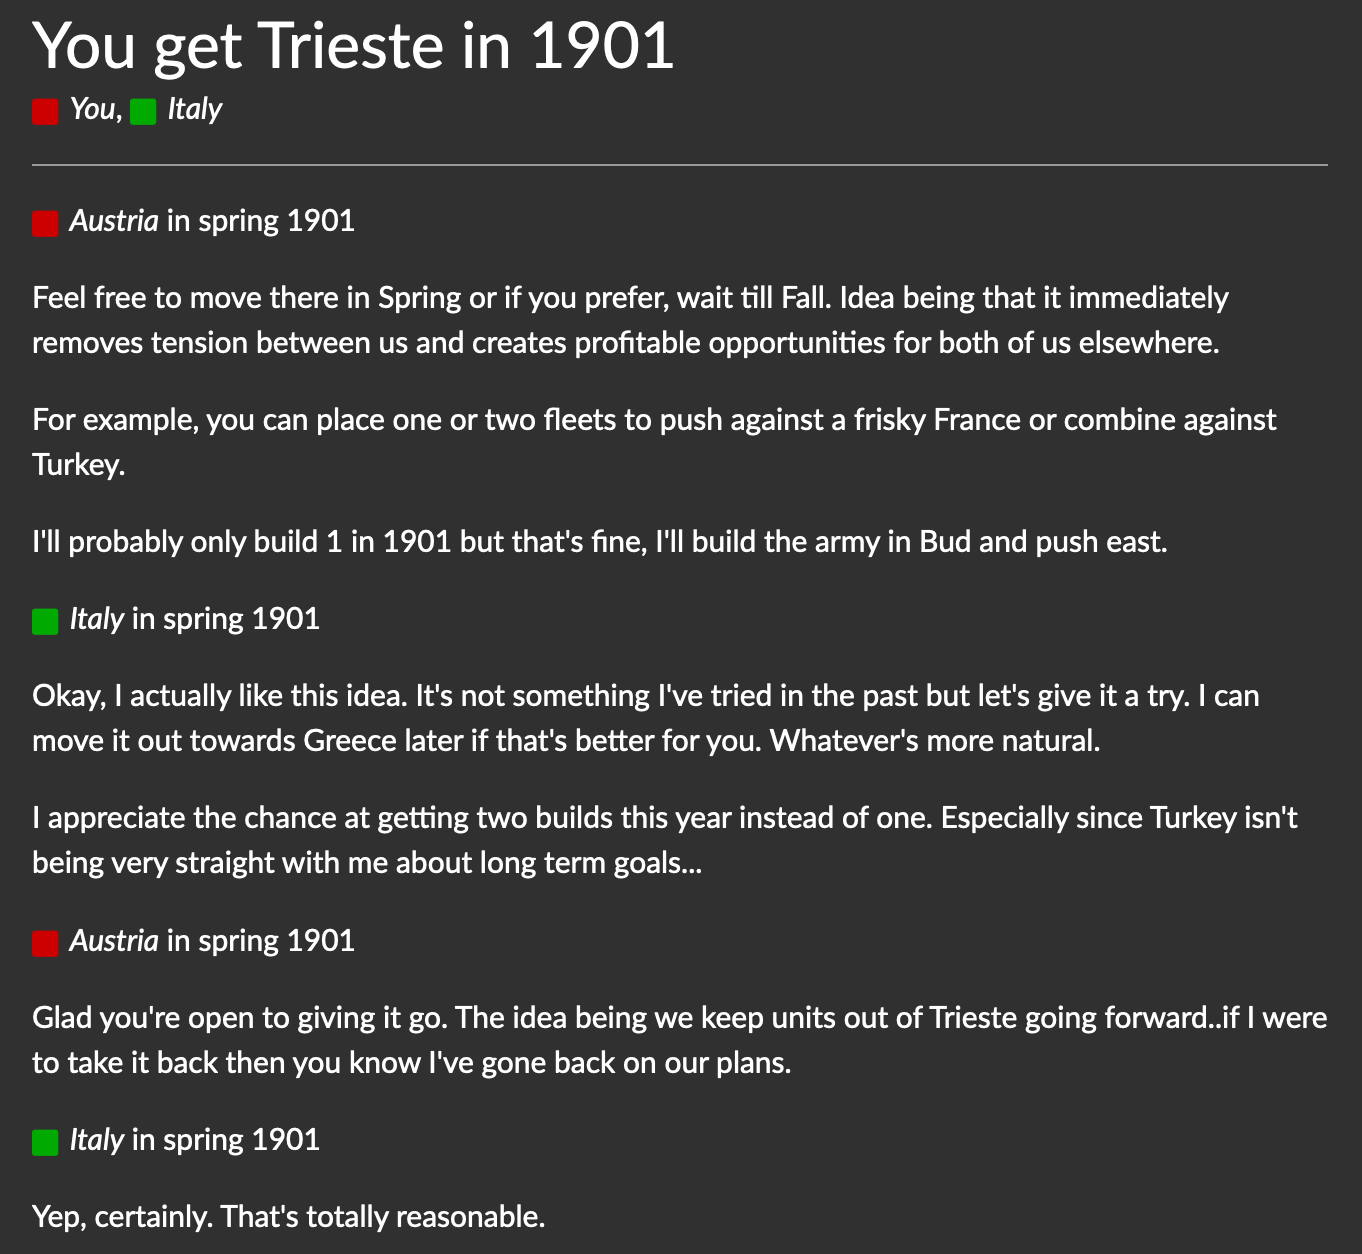 You get Trieste in 1901
You, Italy
Austria in spring 1901
Feel free to move there in Spring or if you prefer, wait till Fall. Idea being that it immediately
removes tension between us and creates profitable opportunities for both of us elsewhere.
For example, you can place one or two fleets to push against a frisky France or combine against
Turkey.
I'll probably only build 1 in 1901 but that's fine, I'll build the army in Bud and push east.
Italy in spring 1901
Okay, I actually like this idea. It's not something I've tried in the past but let's give it a try. I can
move it out towards Greece later if that's better for you. Whatever's more natural.
I appreciate the chance at getting two builds this year instead of one. Especially since Turkey isn't
being very straight with me about long term goals...
Austria in spring 1901
Glad you're open to giving it go. The idea being we keep units out of Trieste going forward..if I were
to take it back then you know I've gone back on our plans.
Italy in spring 1901
Yep, certainly. That's totally reasonable.